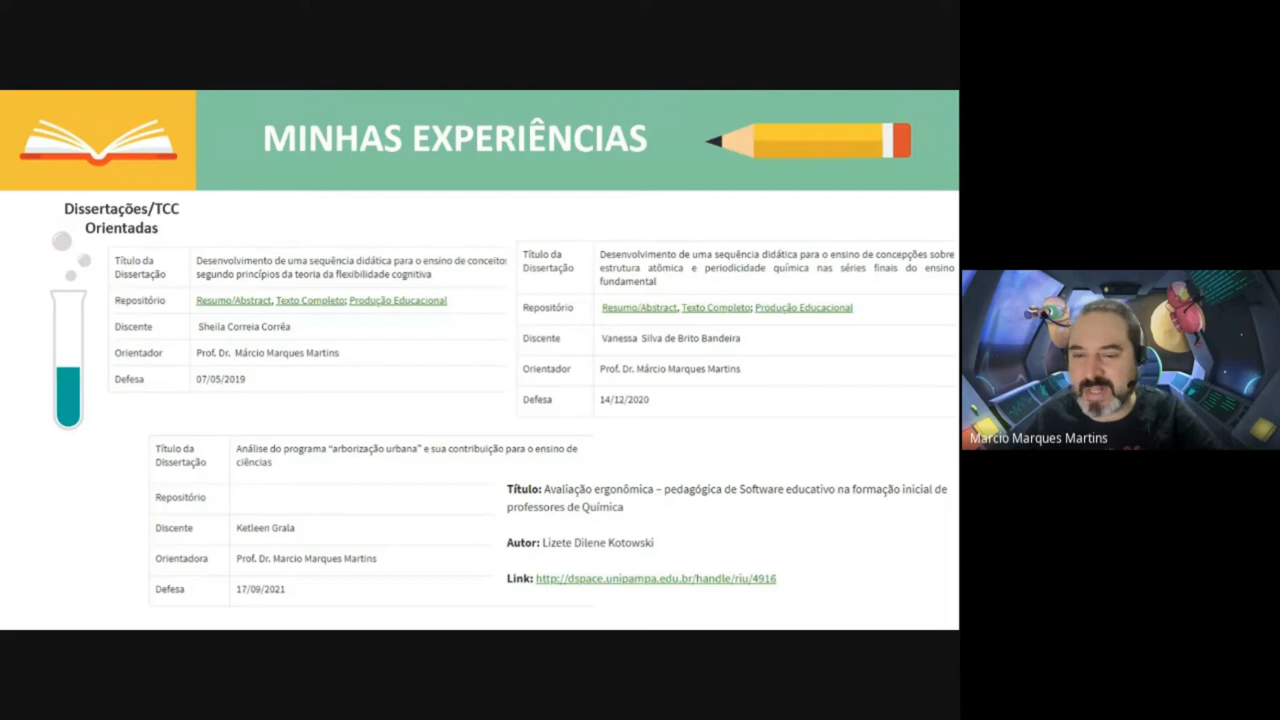 MINHAS EXPERIÊNCIAS
Dissertações/TCC
Orientadas
Título da
Dissertação
Desenvolvimento de uma sequência didática para o ensino de conceitos
segundo princípios da teoria da flexibilidade cognitiva
Repositório
Resumo/Abstract, Texto Completo; Produção Educacional
Discente
Sheila Correia Corrêa
Orientador
Prof. Dr. Márcio Marques Martins
Defesa
07/05/2019
Título da
Dissertação
Desenvolvimento de uma sequência didática para o ensino de concepções sobre
estrutura atômica e periodicidade química nas séries finais do ensino
fundamental
Repositório
Resumo/Abstract, Texto Completo; Produção Educacional
Discente
Vanessa Silva de Brito Bandeira
Orientador
Prof. Dr. Márcio Marques Martins
Defesa
14/12/2020
Título da
Dissertação
Análise do programa “arborização urbana” e sua contribuição para o ensino de
ciências
Repositório
Discente
Ketleen Grala
Orientadora
Prof. Dr. Marcio Marques Martins
Defesa
17/09/2021
Título: Avaliação ergonômica – pedagógica de Software educativo na formação inicial de
professores de Química
Autor: Lizete Dilene Kotowski
Link: http://dspace.unipampa.edu.br/handle/riu/4916
Marcio Marques Martins